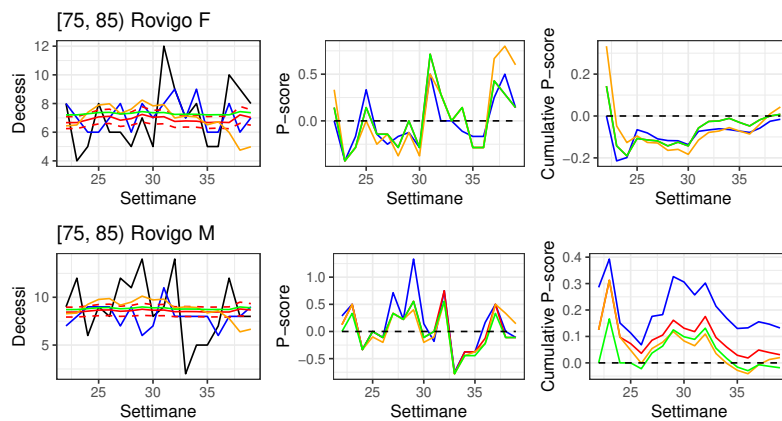 [75, 85) Rovigo F
Decessi
12
10
8
6
4
25
30
35
Settimane
P-score
0.5
0.0
25
30
35
Settimane
Cumulative P-score
0.2
0.0
−0.2
25
30
35
Settimane
[75, 85) Rovigo M
Decessi
10
5
25
30
35
Settimane
P-score
1.0
0.5
0.0
−0.5
25
30
35
Settimane
Cumulative P-score
0.4
0.3
0.2
0.1
0.0
25
30
35
Settimane